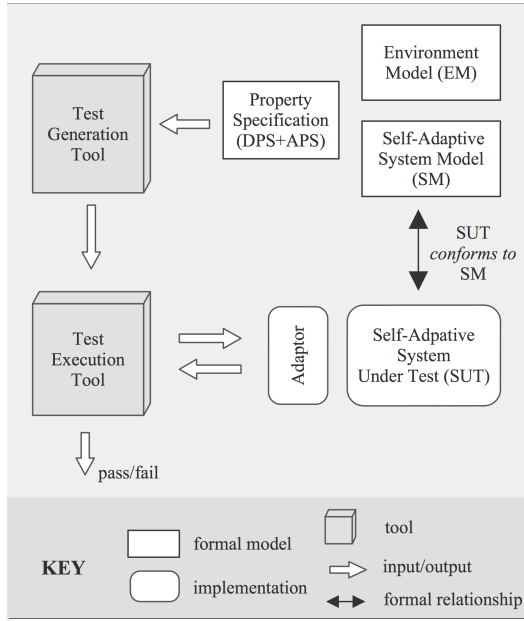 Environment
Model (EM)
Test
Generation
Tool
Property
Specification
(DPS+APS)
Self-Adaptive
System Model
(SM)
SUT
conforms to
SM
Test
Execution
Tool
Adaptor
Self-Adpative
System
Under Test (SUT)
pass/fail
KEY
formal model
implementation
tool
input/output
formal relationship